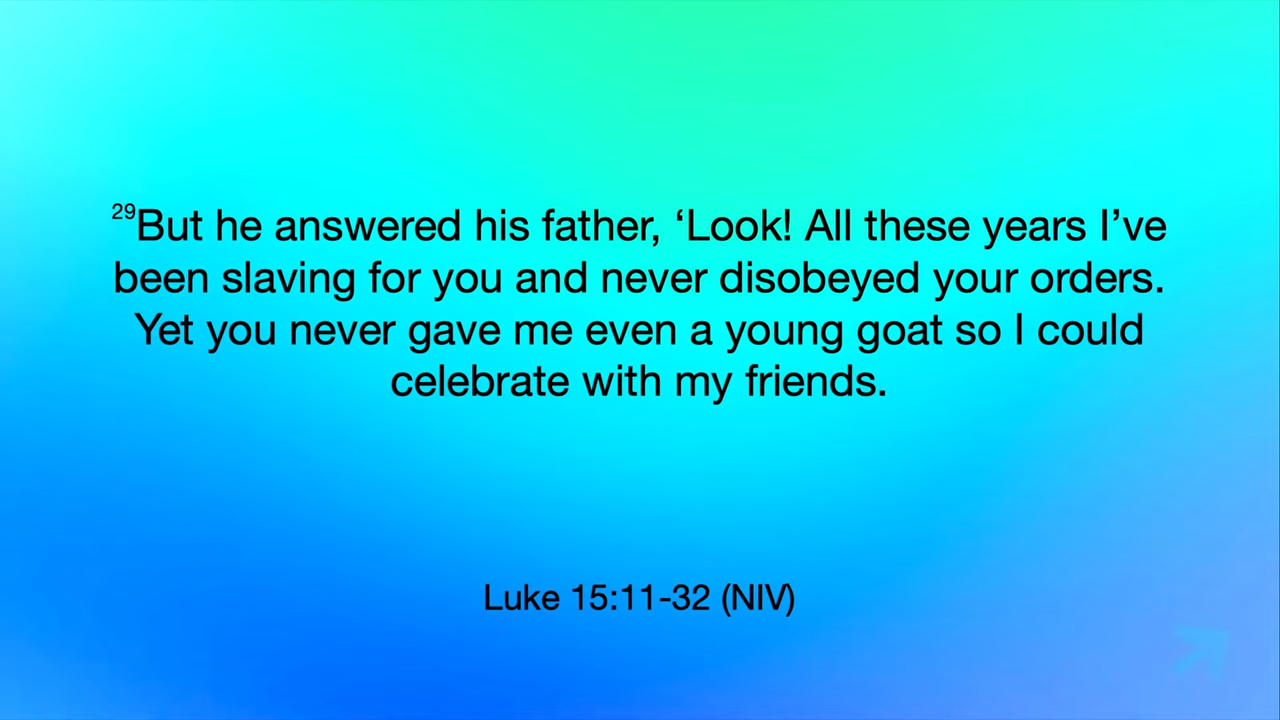 29But he answered his father, ‘Look! All these years I’ve
been slaving for you and never disobeyed your orders.
Yet you never gave me even a young goat so I could
celebrate with my friends.
Luke 15:11-32 (NIV)